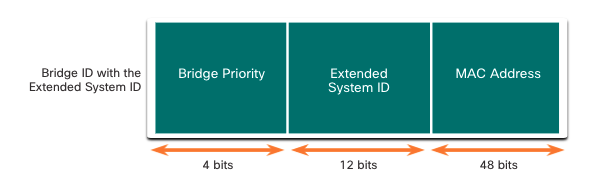 Bridge ID with the
Extended System ID
Bridge Priority
Extended
System ID
MAC Address
4 bits
12 bits
48 bits